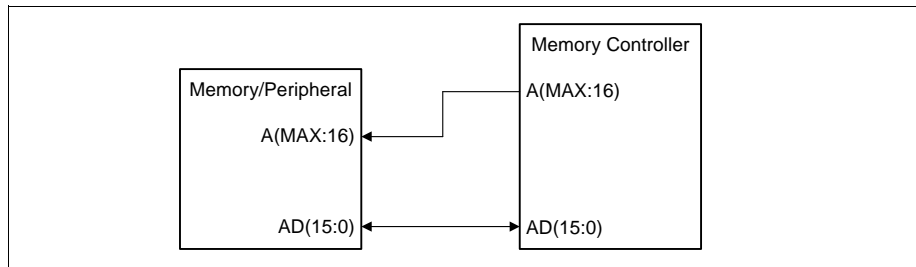 Memory Controller
Memory/Peripheral
A(MAX:16)
A(MAX:16)
AD(15:0)
AD(15:0)